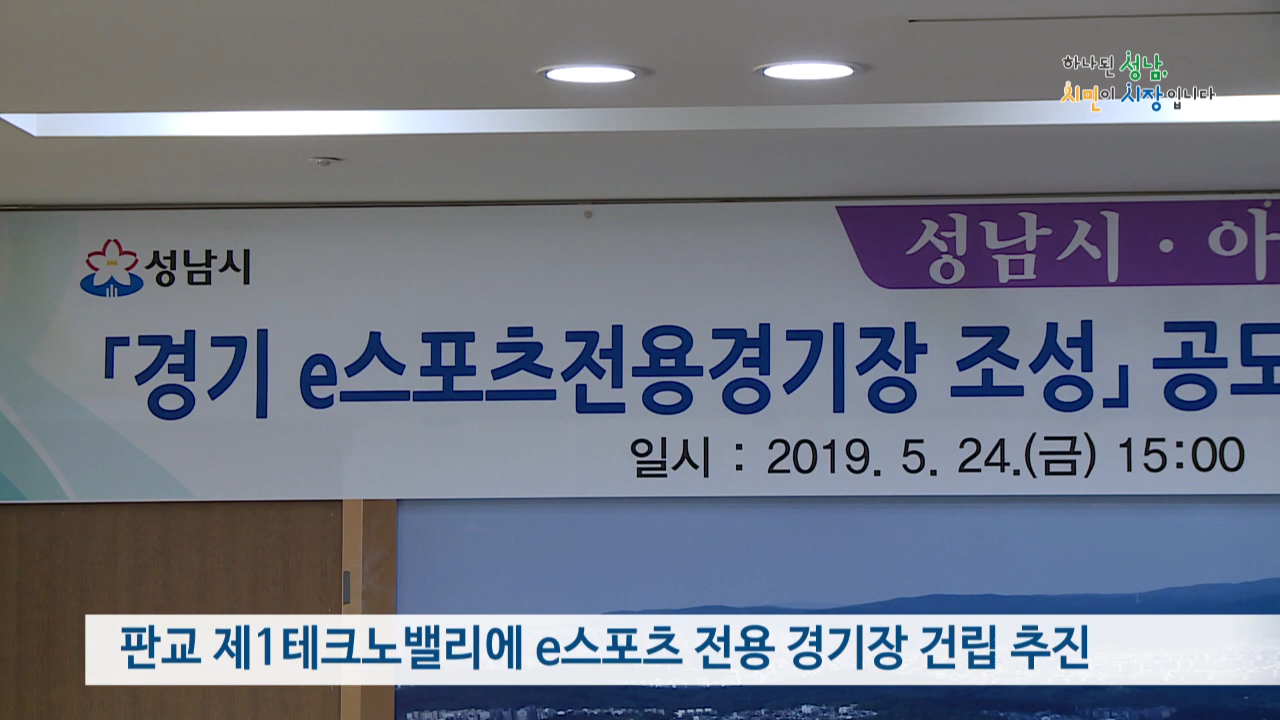 하나된 성남,
시민이 시장입니다
성남시 · 아
성남시
「경기 e스포츠전용경기장 조성」 공모
일시 : 2019. 5. 24.(금) 15:00
판교 제1테크노밸리에 e스포츠 전용 경기장 건립 추진